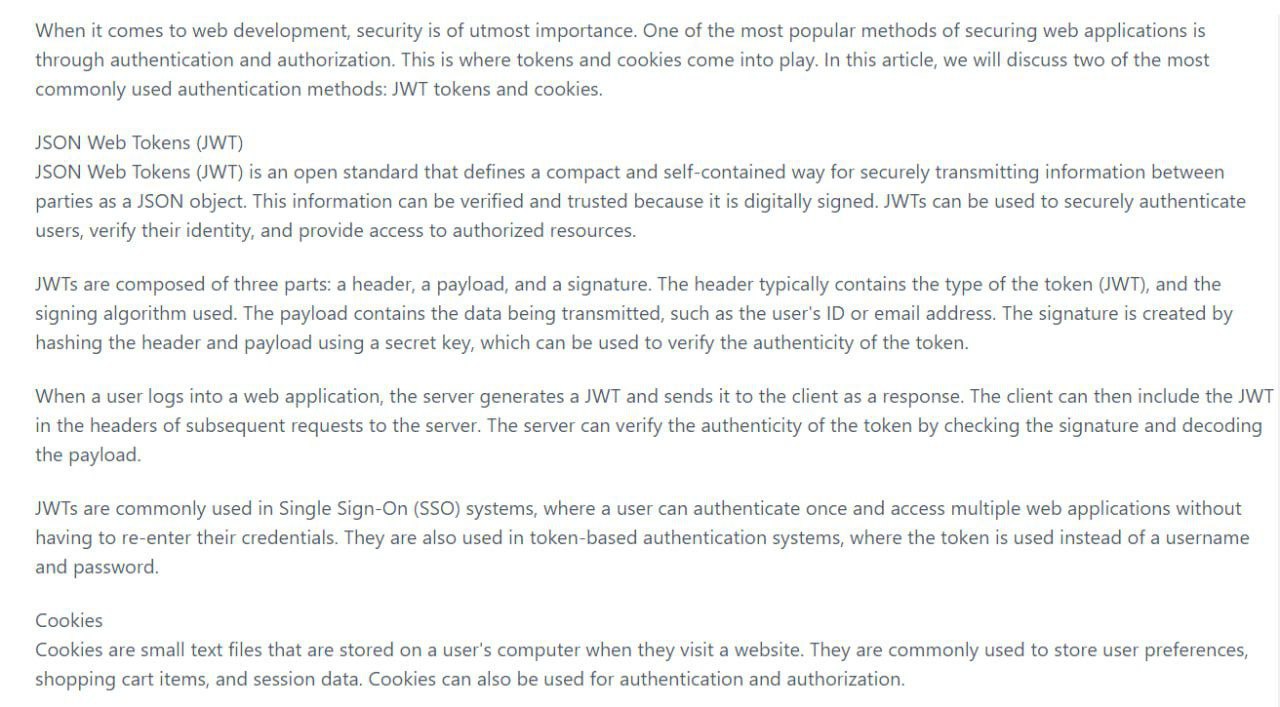 When it comes to web development, security is of utmost importance. One of the most popular methods of securing web applications is
through authentication and authorization. This is where tokens and cookies come into play. In this article, we will discuss two of the most
commonly used authentication methods: JWT tokens and cookies.
JSON Web Tokens (JWT)
JSON Web Tokens (JWT) is an open standard that defines a compact and self-contained way for securely transmitting information between
parties as a JSON object. This information can be verified and trusted because it is digitally signed. JWTs can be used to securely authenticate
users, verify their identity, and provide access to authorized resources.
JWTs are composed of three parts: a header, a payload, and a signature. The header typically contains the type of the token (JWT), and the
signing algorithm used. The payload contains the data being transmitted, such as the user's ID or email address. The signature is created by
hashing the header and payload using a secret key, which can be used to verify the authenticity of the token.
When a user logs into a web application, the server generates a JWT and sends it to the client as a response. The client can then include the JWT
in the headers of subsequent requests to the server. The server can verify the authenticity of the token by checking the signature and decoding
the payload.
JWTs are commonly used in Single Sign-On (SSO) systems, where a user can authenticate once and access multiple web applications without
having to re-enter their credentials. They are also used in token-based authentication systems, where the token is used instead of a username
and password.
Cookies
Cookies are small text files that are stored on a user's computer when they visit a website. They are commonly used to store user preferences,
shopping cart items, and session data. Cookies can also be used for authentication and authorization.